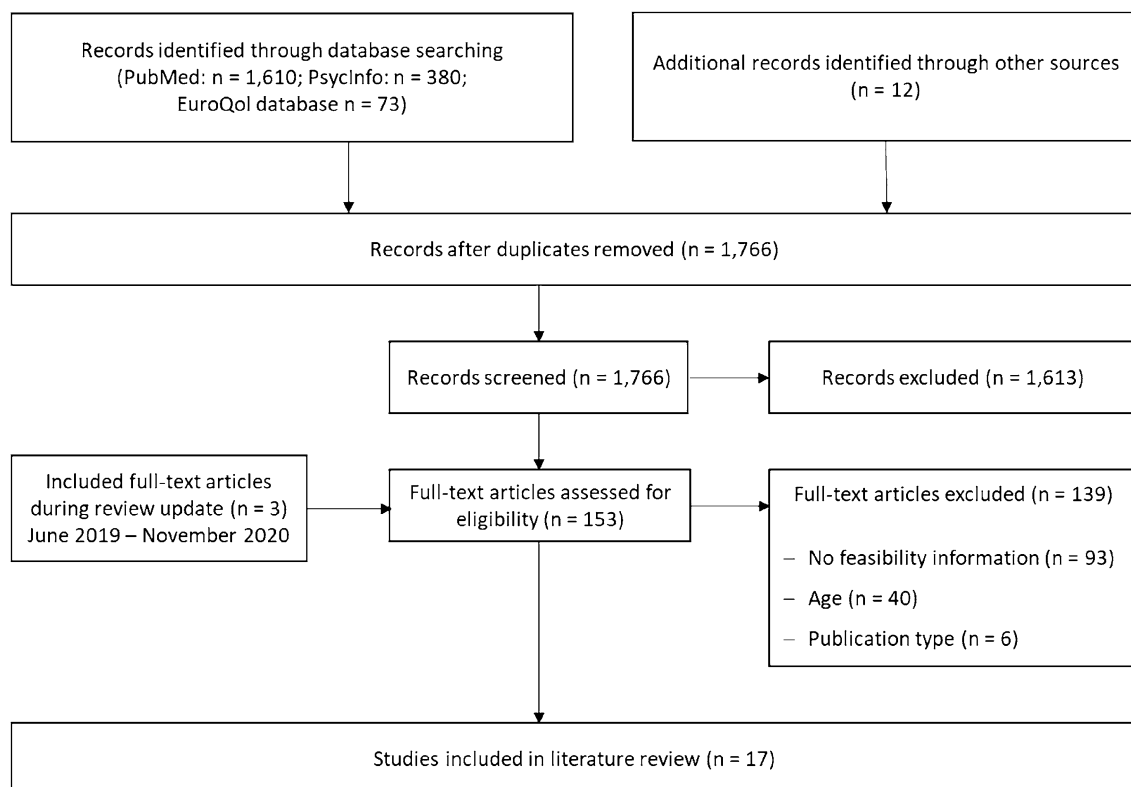 Records identified through database searching
(PubMed: n = 1,610; PsycInfo: n = 380;
EuroQol database n = 73)
Additional records identified through other sources
(n = 12)
Records after duplicates removed (n = 1,766)
Records screened (n = 1,766)
Records excluded (n = 1,613)
Included full-text articles
during review update (n = 3)
June 2019 – November 2020
Full-text articles assessed for
eligibility (n = 153)
Full-text articles excluded (n = 139)
– No feasibility information (n = 93)
– Age (n = 40)
– Publication type (n = 6)
Studies included in literature review (n = 17)